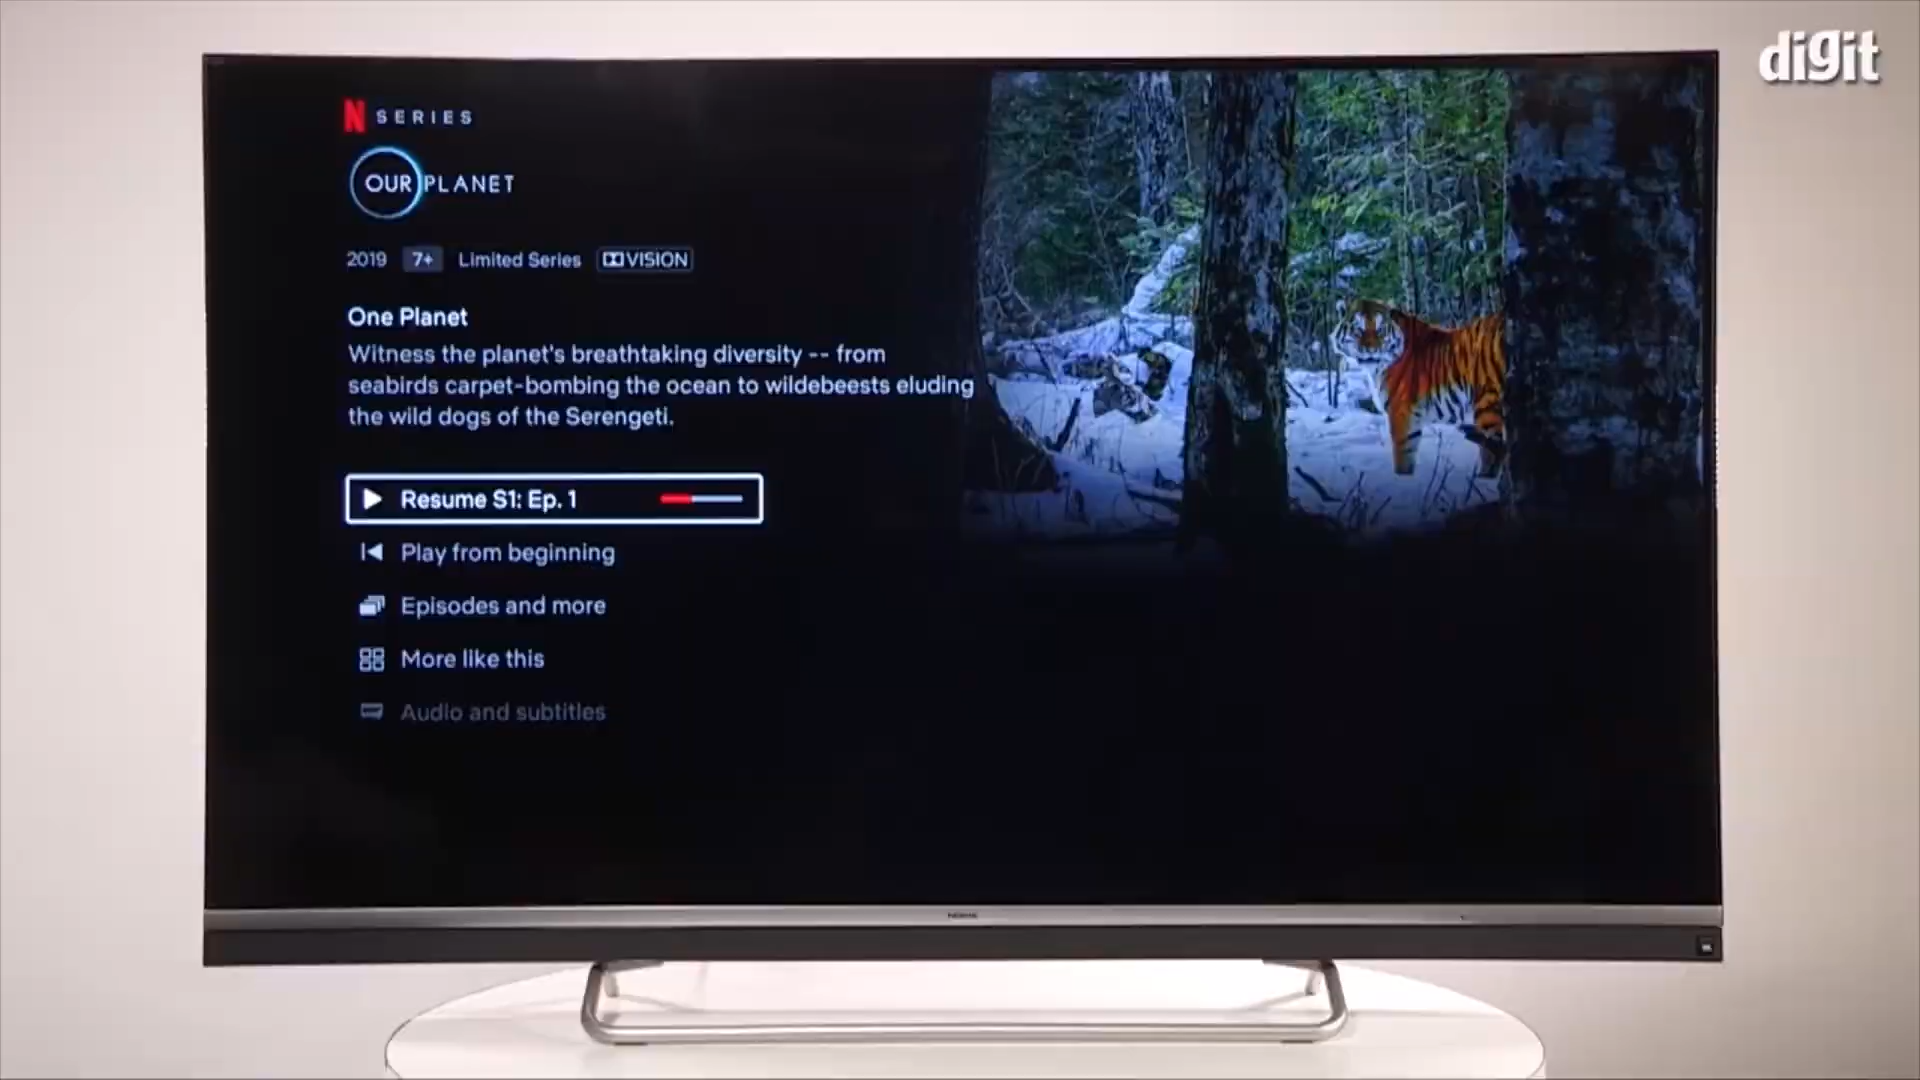 digit
N SERIES
OUR PLANET
2019 7+ Limited Series VISION
One Planet
Witness the planet's breathtaking diversity -- from
seabirds carpet-bombing the ocean to wildebeests eluding
the wild dogs of the Serengeti.
Resume S1: Ep. 1
Play from beginning
Episodes and more
More like this
Audio and subtitles
NOKIA